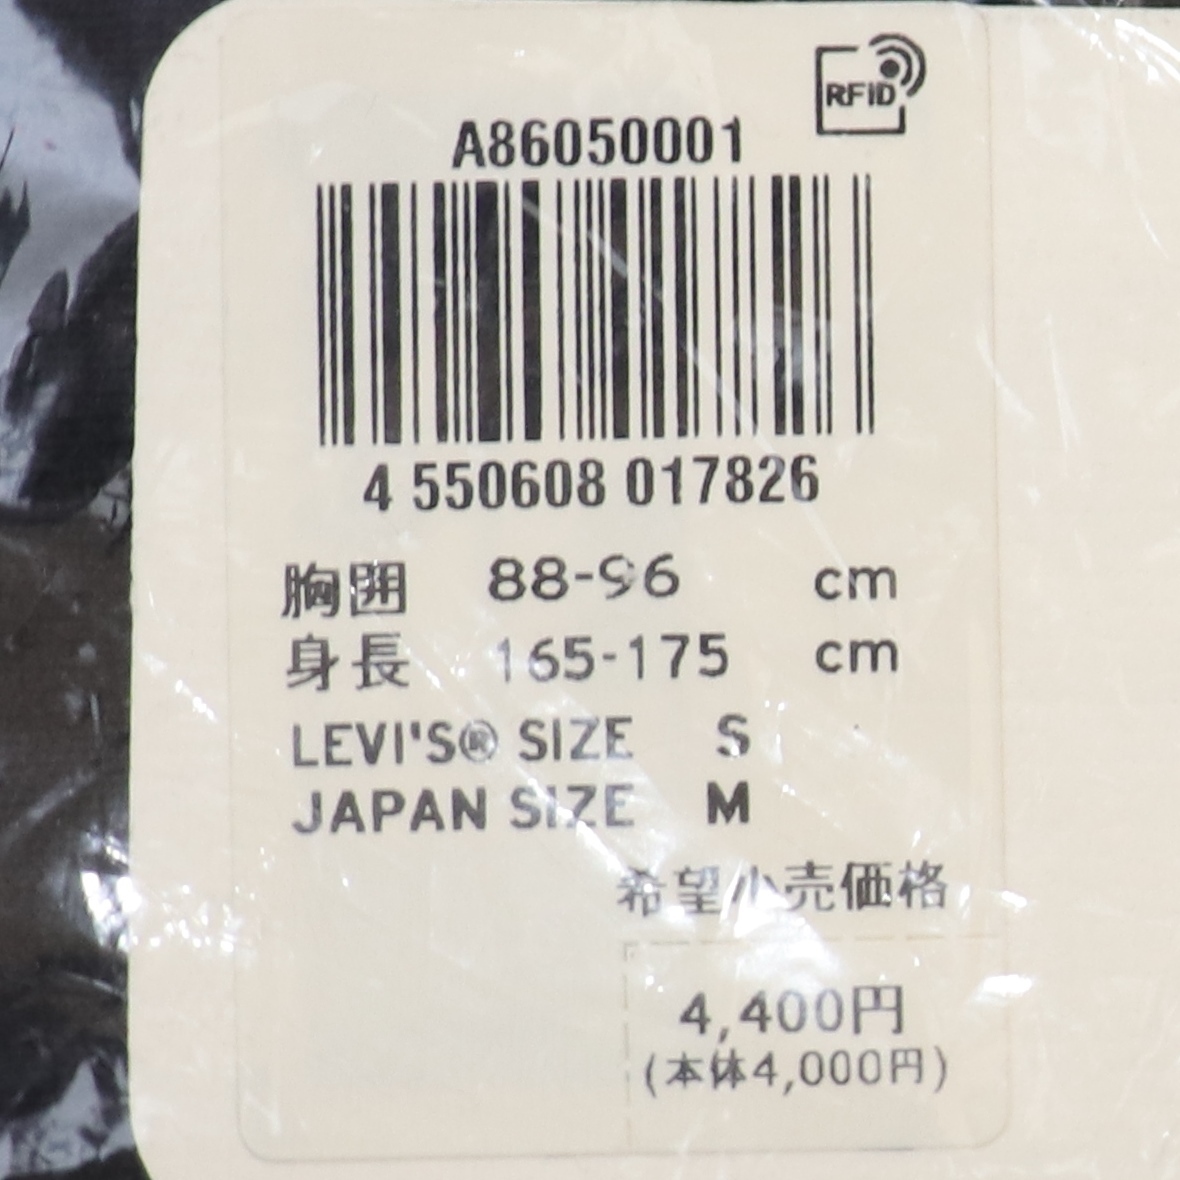 RFID
A86050001
4 550608 017826
胸囲 88-96 cm
身長 165-175 cm
LEVI'S® SIZE S
JAPAN SIZE M
希望小売価格
4,400円
(本体4,000円)